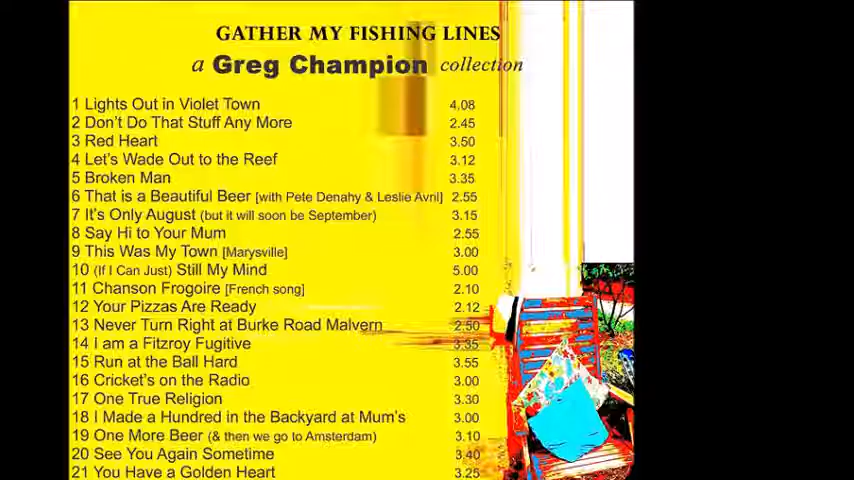 GATHER MY FISHING LINES
a Greg Champion collection
1 Lights Out in Violet Town 4.08
2 Don't Do That Stuff Any More 2.45
3 Red Heart 3.50
4 Let's Wade Out to the Reef 3.12
5 Broken Man 3.35
6 That is a Beautiful Beer [with Pete Denahy & Leslie Avril] 2.55
7 It's Only August (but it will soon be September) 3.15
8 Say Hi to Your Mum 2.55
9 This Was My Town [Marysville] 3.00
10 (If I Can Just) Still My Mind 5.00
11 Chanson Frogoire [French song] 2.10
12 Your Pizzas Are Ready 2.12
13 Never Turn Right at Burke Road Malvern 2.50
14 I am a Fitzroy Fugitive 3.35
15 Run at the Ball Hard 3.55
16 Cricket's on the Radio 3.00
17 One True Religion 3.30
18 I Made a Hundred in the Backyard at Mum's 3.00
19 One More Beer (& then we go to Amsterdam) 3.10
20 See You Again Sometime 3.40
21 You Have a Golden Heart 3.25